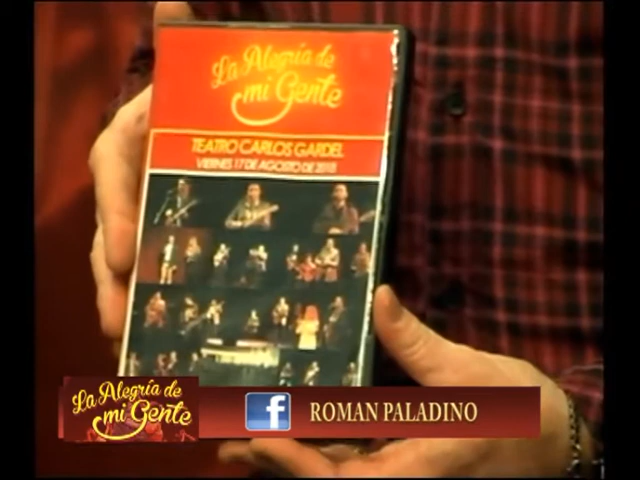 La Alegría de
mi Gente
TEATRO CARLOS GARDEL
VIERNES 17 DE AGOSTO DE 2018
La Alegría de
mi Gente
f
ROMAN PALADINO